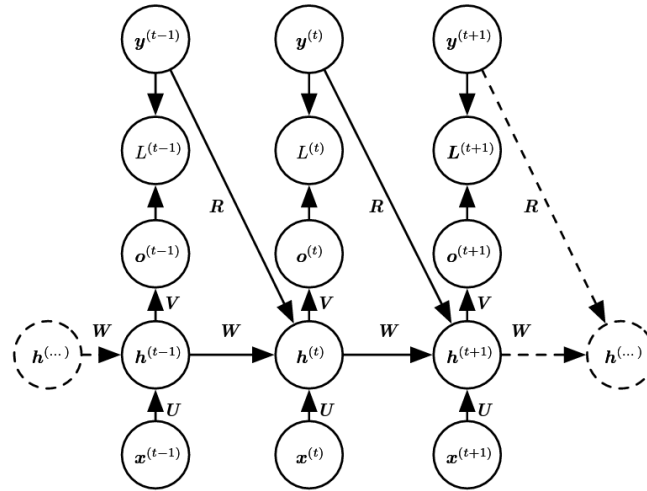 y^(t−1) y^(t) y^(t+1)
L^(t−1) L^(t) L^(t+1)
R R R
o^(t−1) o^(t) o^(t+1)
V V V
W W W W
h^(...) h^(t−1) h^(t) h^(t+1) h^(...)
U U U
x^(t−1) x^(t) x^(t+1)